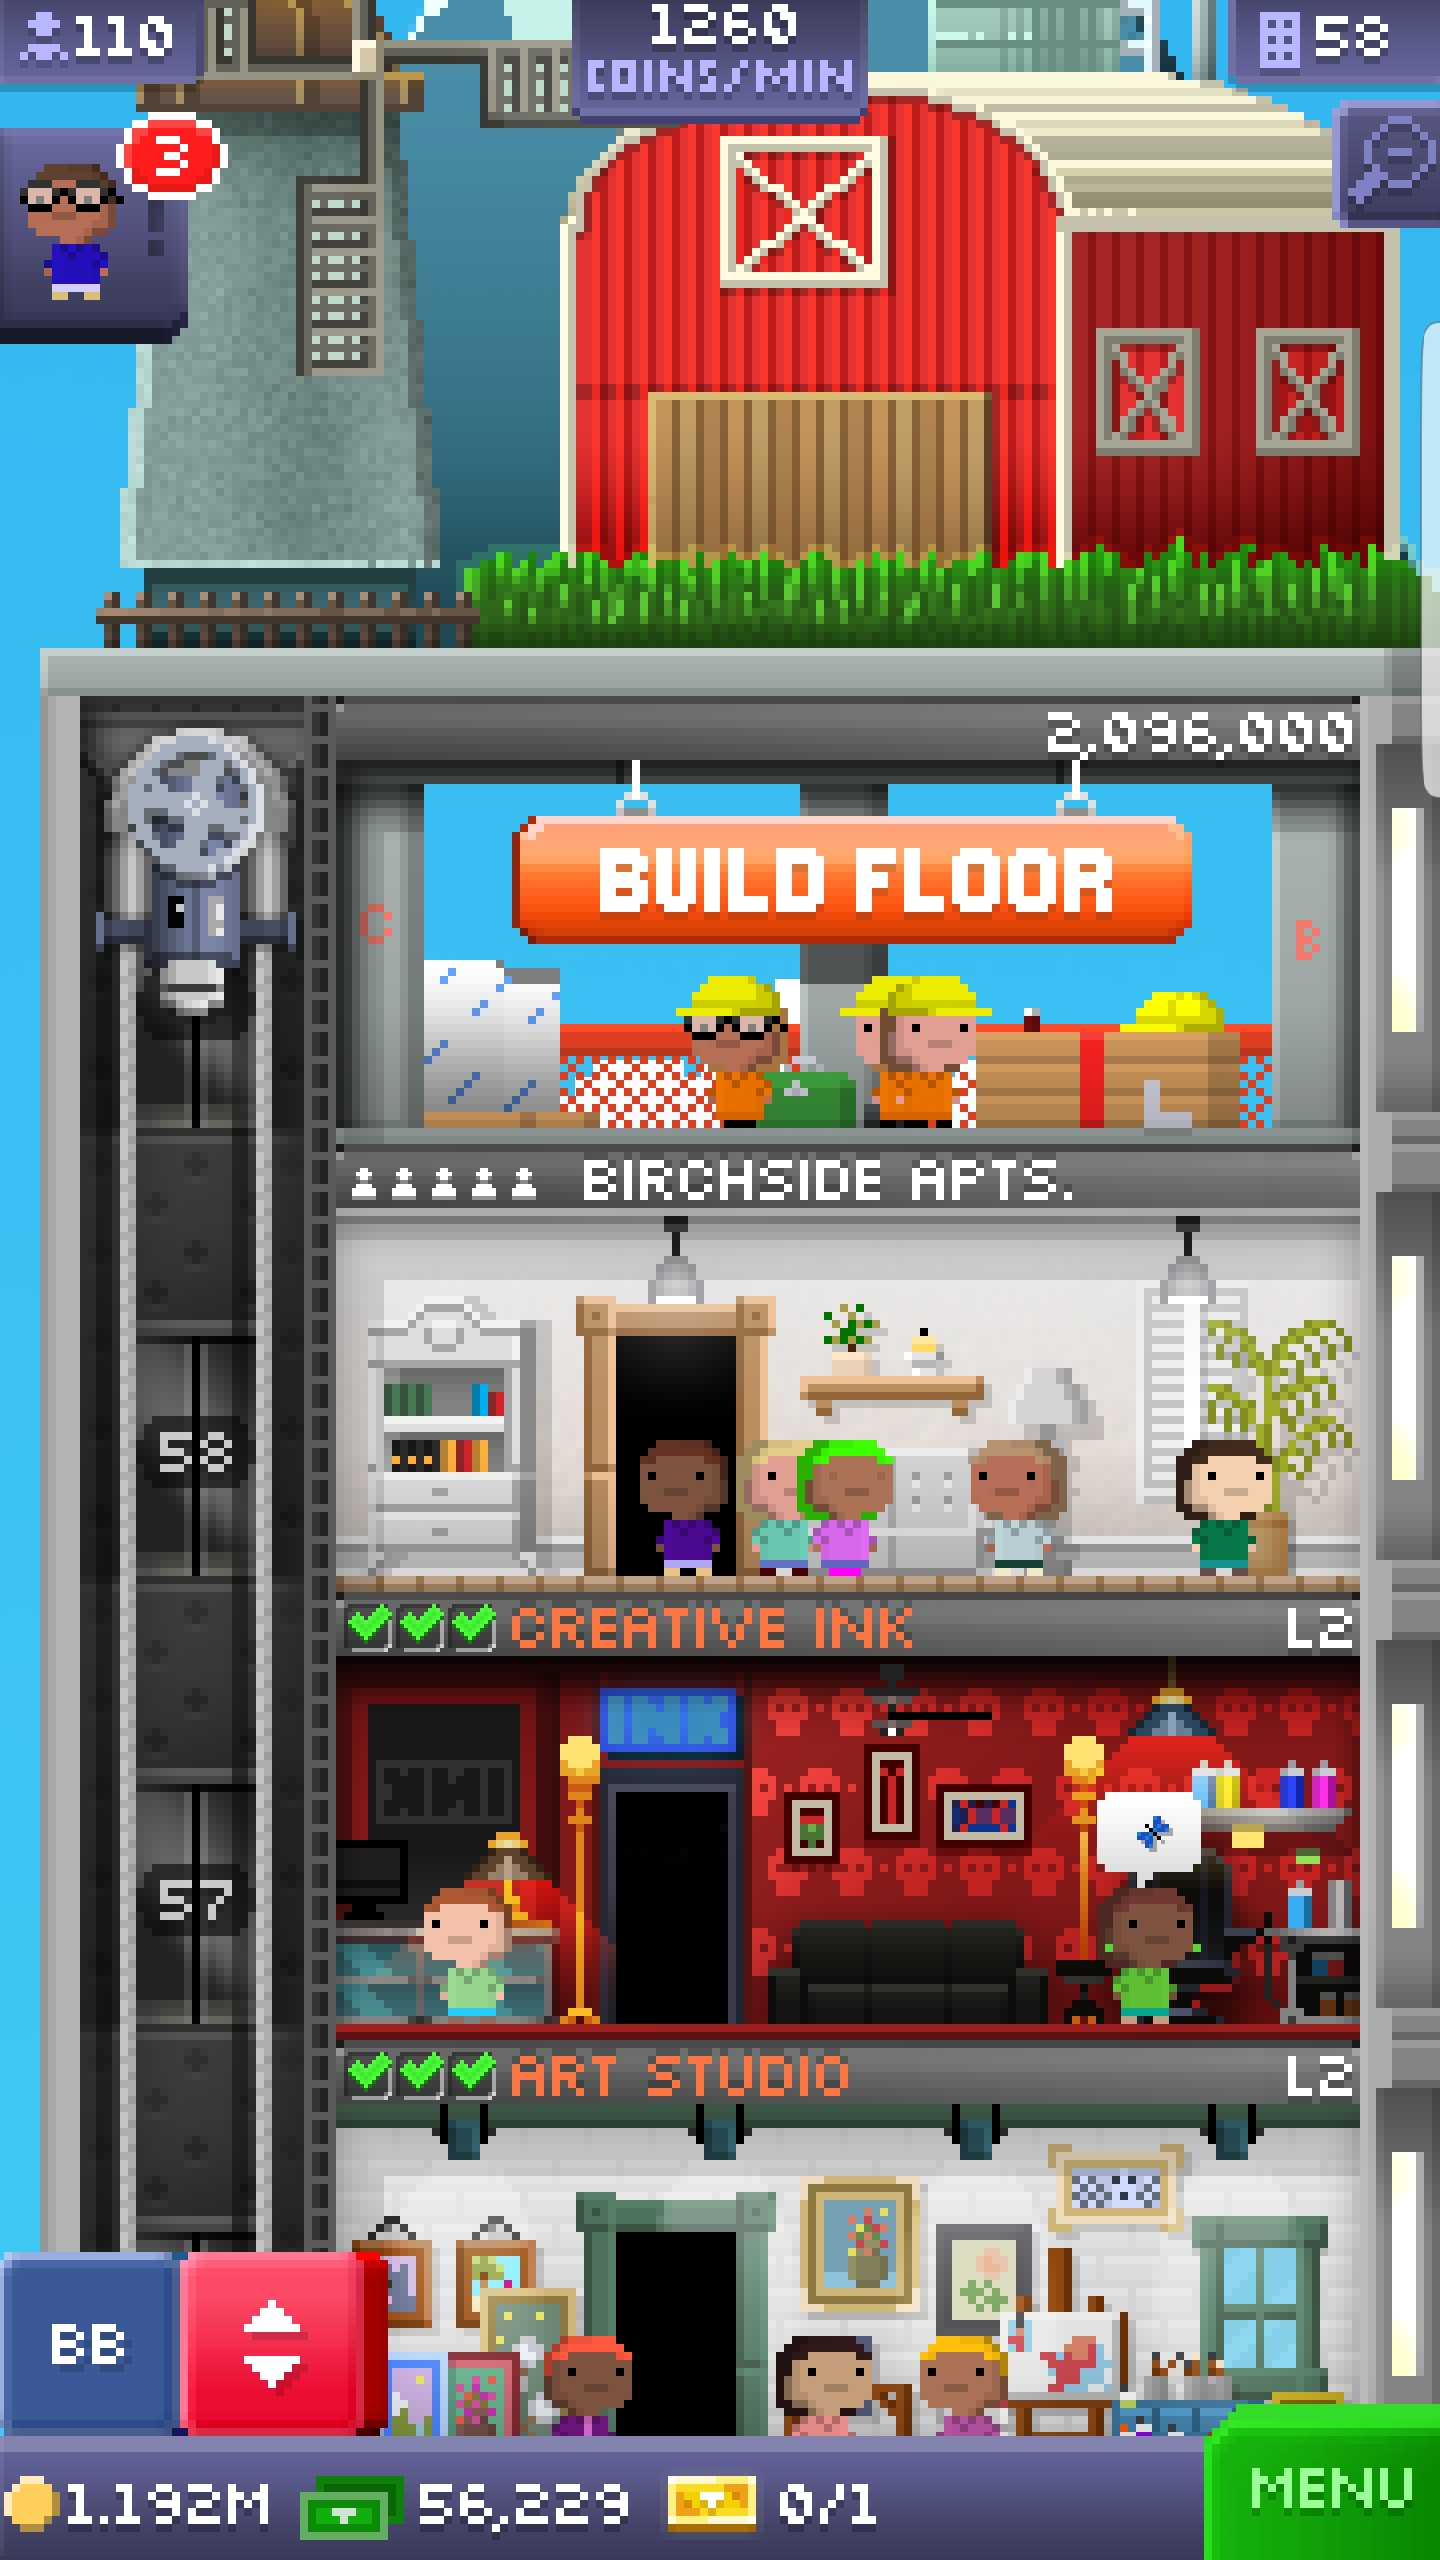 110
1260
COINS/MIN
58
3
2,096,000
C
BUILD FLOOR
B
BIRCHSIDE APTS.
58
CREATIVE INK L2
INK
57
ART STUDIO L2
BB
1.192M 56,229 0/1
MENU